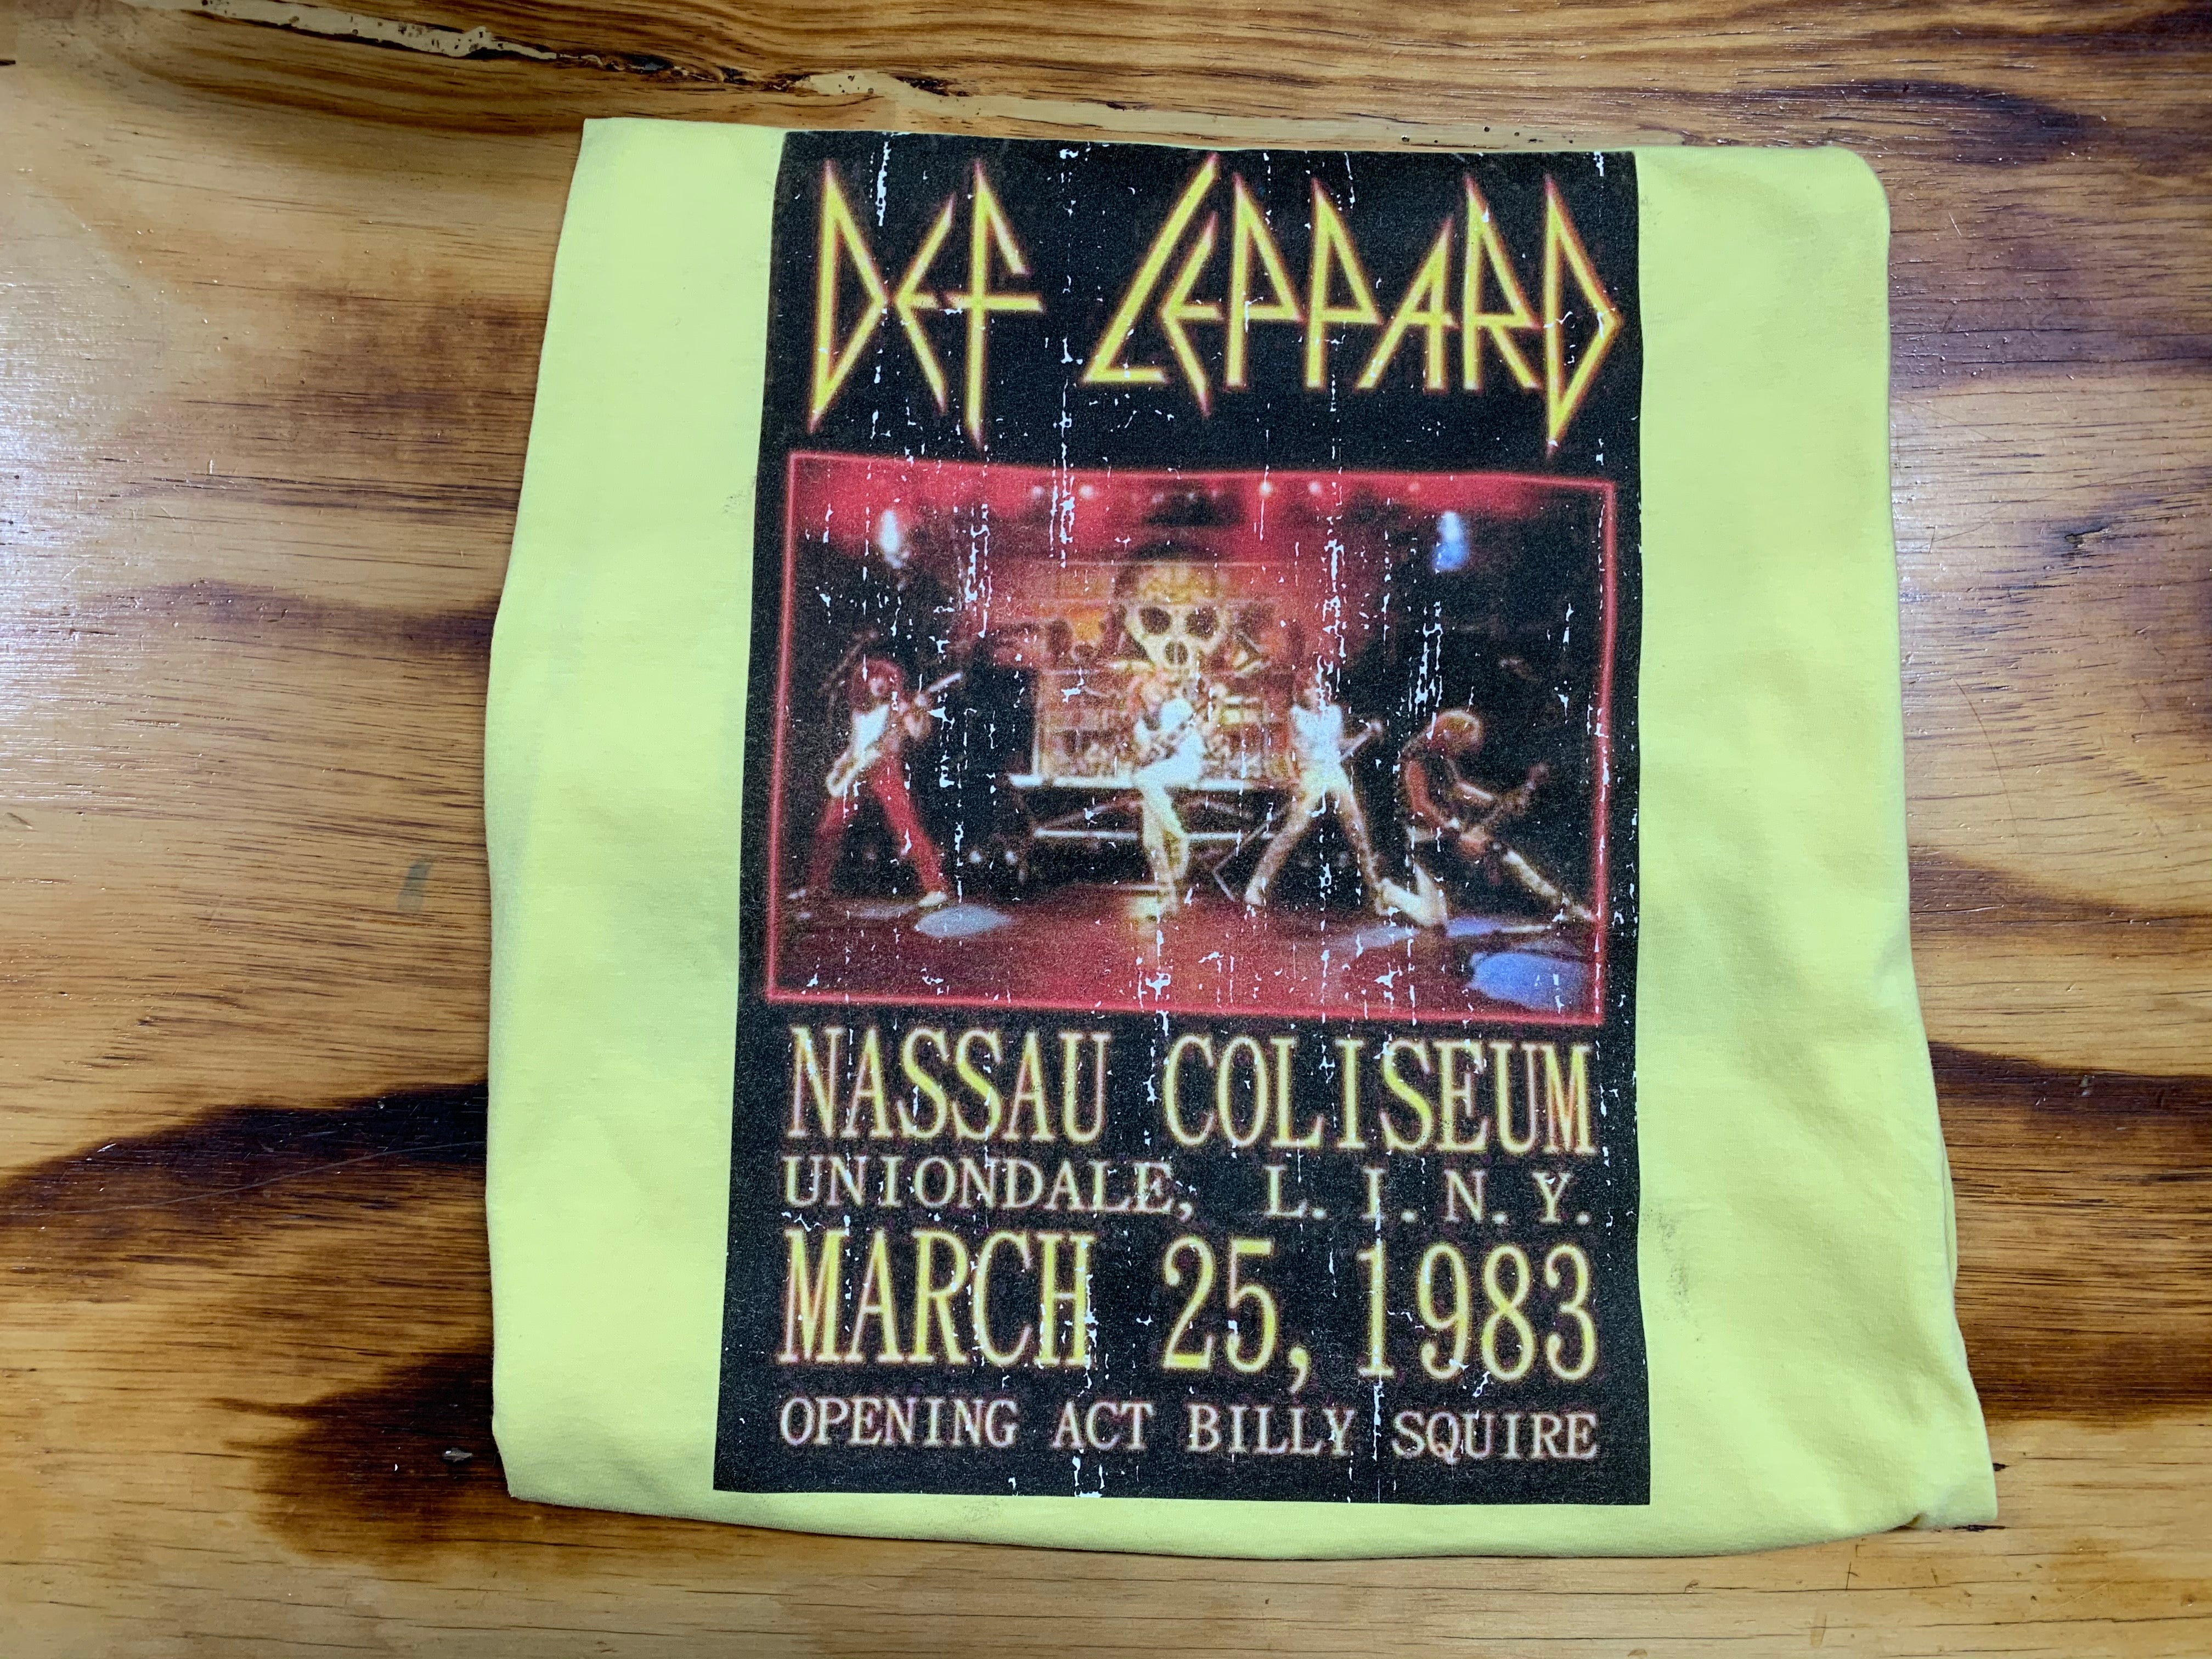 DEF LEPPARD
NASSAU COLISEUM
UNIONDALE, L.I.N.Y.
MARCH 25, 1983
OPENING ACT BILLY SQUIRE